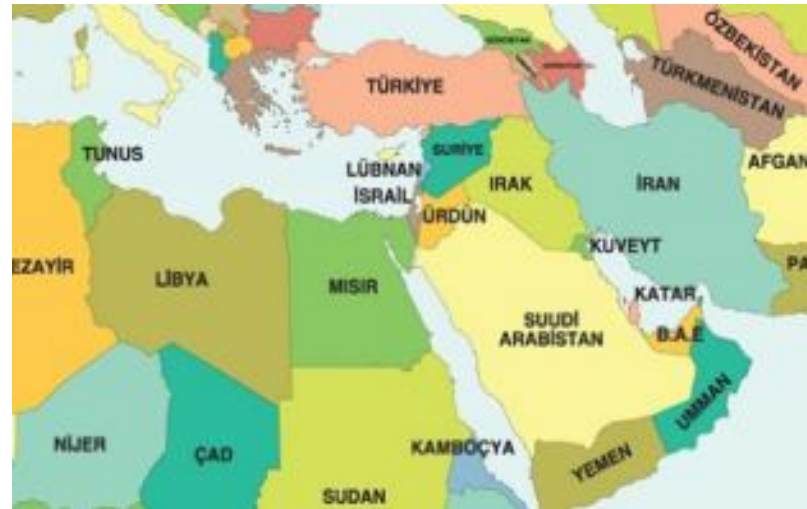 ÖZBEKİSTAN
TÜRKİYE
TÜRKMENİSTAN
TUNUS
SURİYE
LÜBNAN
İSRAİL
IRAK
İRAN
AFGAN
ÜRDÜN
KUVEYT
EZAYİR
LİBYA
MISIR
PA
KATAR
SUUDİ
ARABİSTAN
B.A.E
UMMAN
NİJER
ÇAD
KAMBOÇYA
YEMEN
SUDAN